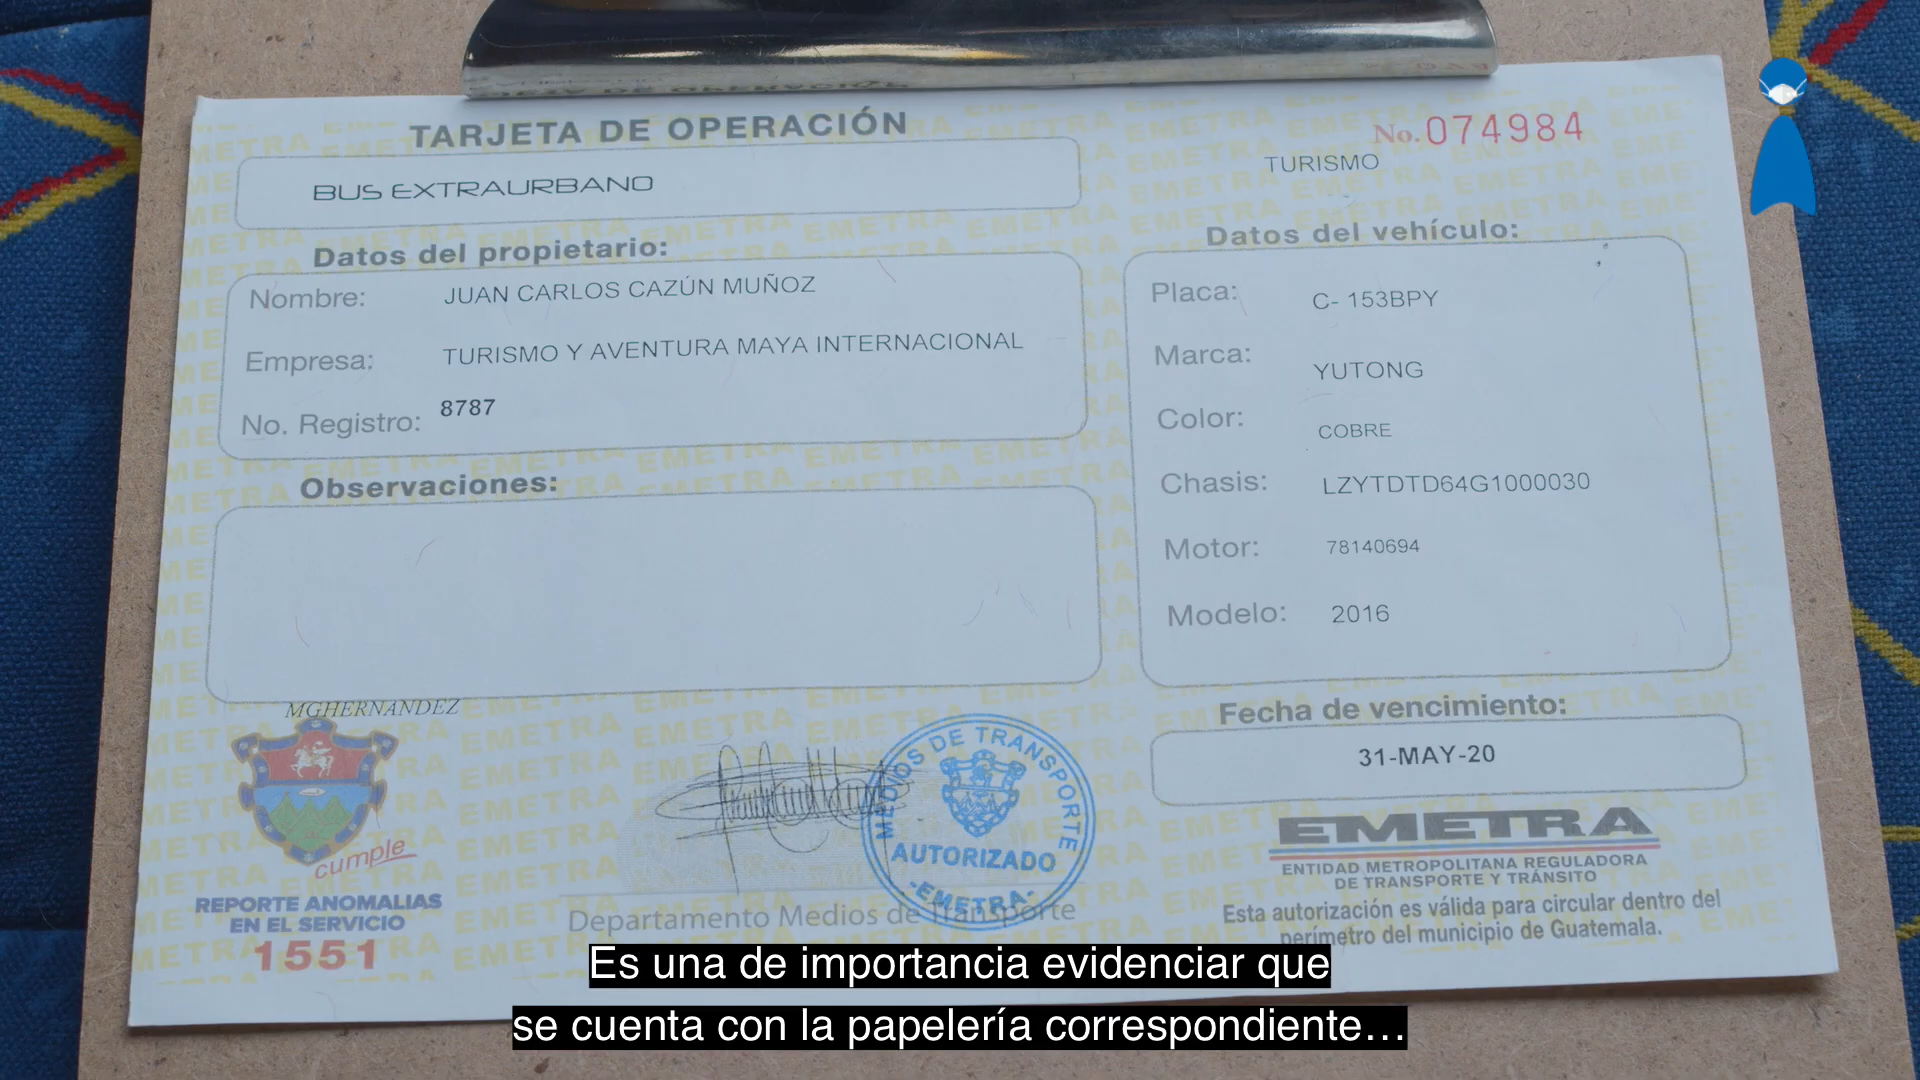 TARJETA DE OPERACIÓN
No. 074984
BUS EXTRAURBANO
TURISMO
Datos del propietario:
Nombre: JUAN CARLOS CAZÚN MUÑOZ
Empresa: TURISMO Y AVENTURA MAYA INTERNACIONAL
No. Registro: 8787
Observaciones:
Datos del vehículo:
Placa: C- 153BPY
Marca: YUTONG
Color: COBRE
Chasis: LZYTDTD64G1000030
Motor: 78140694
Modelo: 2016
Fecha de vencimiento:
31-MAY-20
MGHERNANDEZ
cumple
REPORTE ANOMALIAS
EN EL SERVICIO
1551
MEDIOS DE TRANSPORTE
AUTORIZADO
-EMETRA-
Departamento Medios de Transporte
EMETRA
ENTIDAD METROPOLITANA REGULADORA
DE TRANSPORTE Y TRÁNSITO
Esta autorización es válida para circular dentro del
perímetro del municipio de Guatemala.
Es una de importancia evidenciar que
se cuenta con la papelería correspondiente...